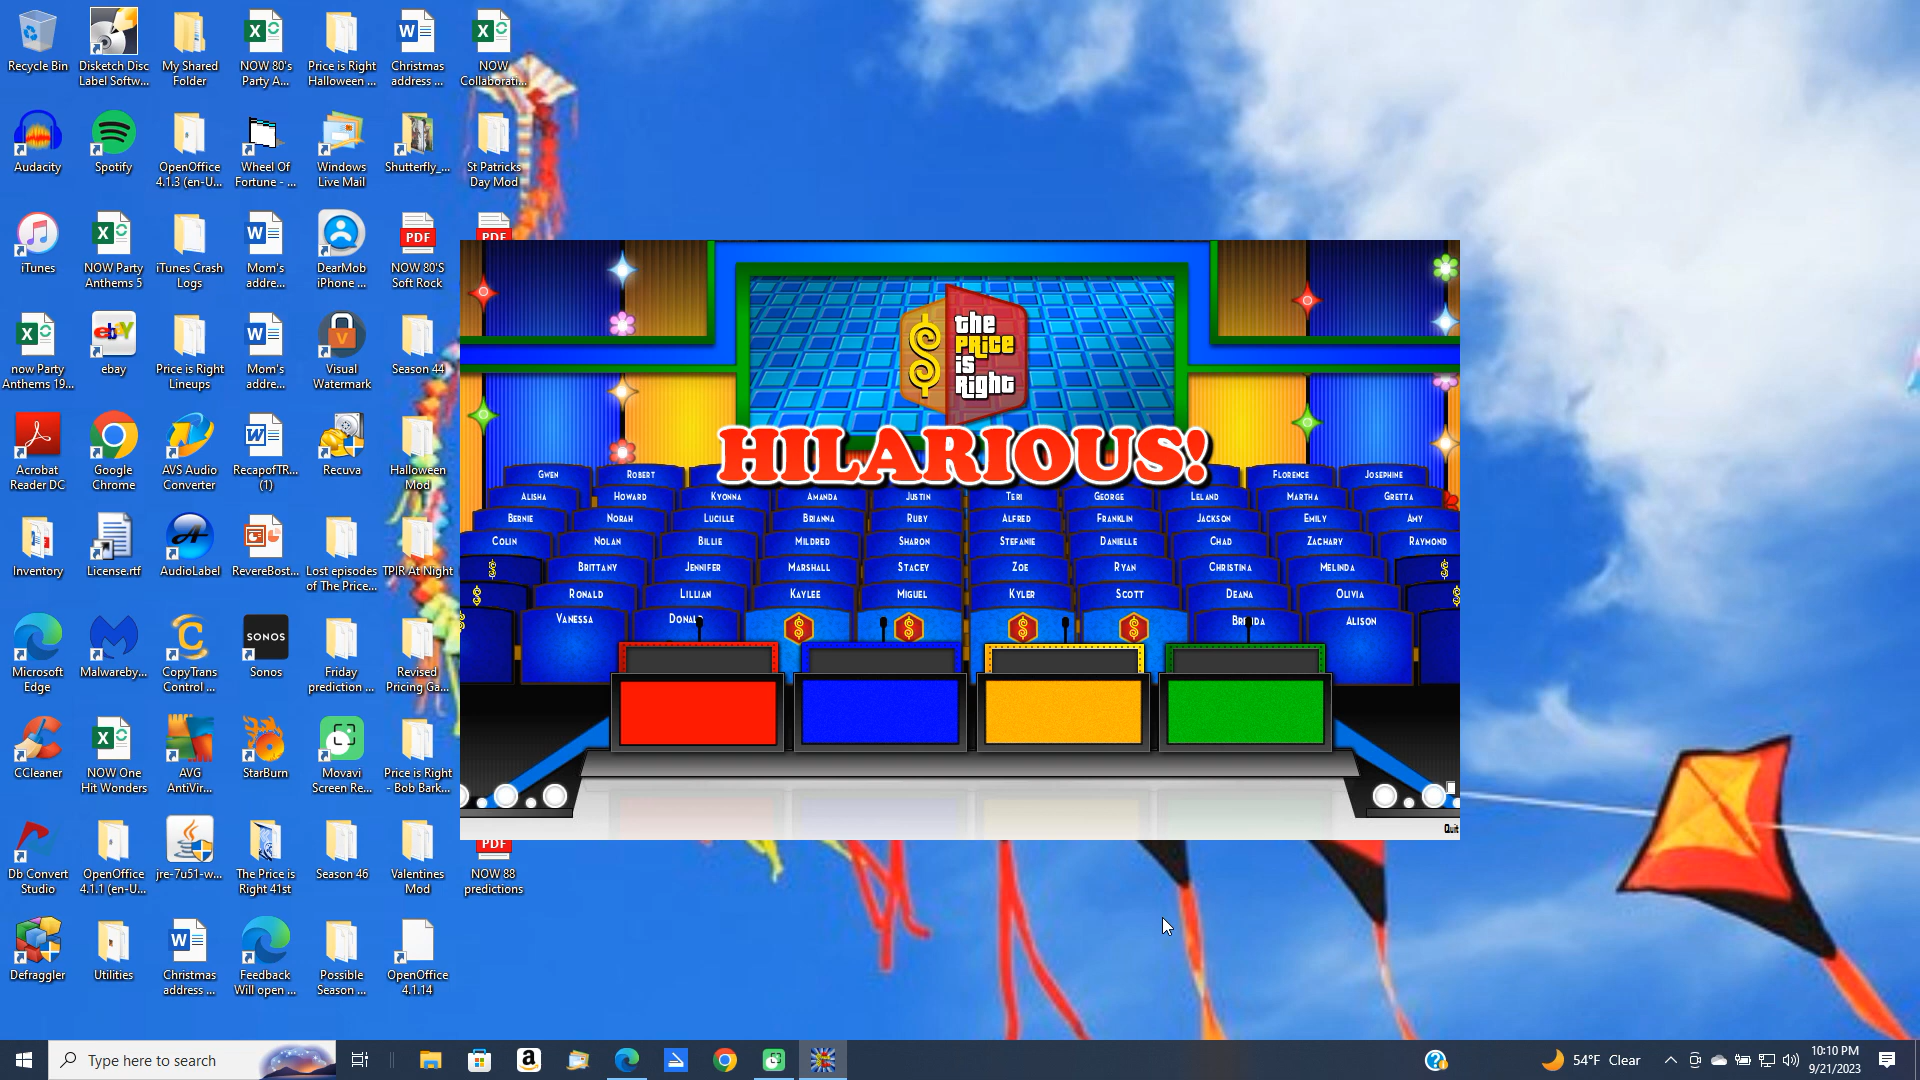 Recycle Bin
Disketch Disc
Label Softw...
My Shared
Folder
NOW 80's
Party A...
Price is Right
Halloween ...
Christmas
address ...
NOW
Collaborati...
Audacity
Spotify
OpenOffice
4.1.3 (en-U...
Wheel Of
Fortune - ...
Windows
Live Mail
Shutterfly_...
St Patricks
Day Mod
iTunes
NOW Party
Anthems 5
iTunes Crash
Logs
Mom's
addre...
DearMob
iPhone ...
PDF
NOW 80'S
Soft Rock
PDF
now Party
Anthems 19...
ebay
Price is Right
Lineups
Mom's
addre...
Visual
Watermark
Season 44
Acrobat
Reader DC
Google
Chrome
AVS Audio
Converter
RecapofTR...
(1)
Recuva
Halloween
Mod
Inventory
License.rtf
AudioLabel
RevereBost...
Lost episodes
of The Price...
TPIR At Night
Microsoft
Edge
Malwareby...
CopyTrans
Control ...
SONOS
Sonos
Friday
prediction ...
Revised
Pricing Ga...
CCleaner
NOW One
Hit Wonders
AVG
AntiVir...
StarBurn
Movavi
Screen Re...
Price is Right
- Bob Bark...
Db Convert
Studio
OpenOffice
4.1.1 (en-U...
jre-7u51-w...
The Price is
Right 41st
Season 46
Valentines
Mod
PDF
NOW 88
predictions
Defraggler
Utilities
Christmas
address ...
Feedback
Will open ...
Possible
Season ...
OpenOffice
4.1.14
the
PRice
is
Right
HILARIOUS!
Gwen Robert Florence Josephine
Alisha Howard Kyonna Amanda Justin Teri George Leland Martha Gretta
Bernie Norah Lucille Brianna Ruby Alfred Franklin Jackson Emily Amy
Colin Nolan Billie Mildred Sharon Stefanie Danielle Chad Zachary Raymond
Brittany Jennifer Marshall Stacey Zoe Ryan Christina Melinda
Ronald Lillian Kaylee Miguel Kyler Scott Deana Olivia
Vanessa Donald Brenda Alison
Quit
Type here to search
54°F Clear
10:10 PM
9/21/2023